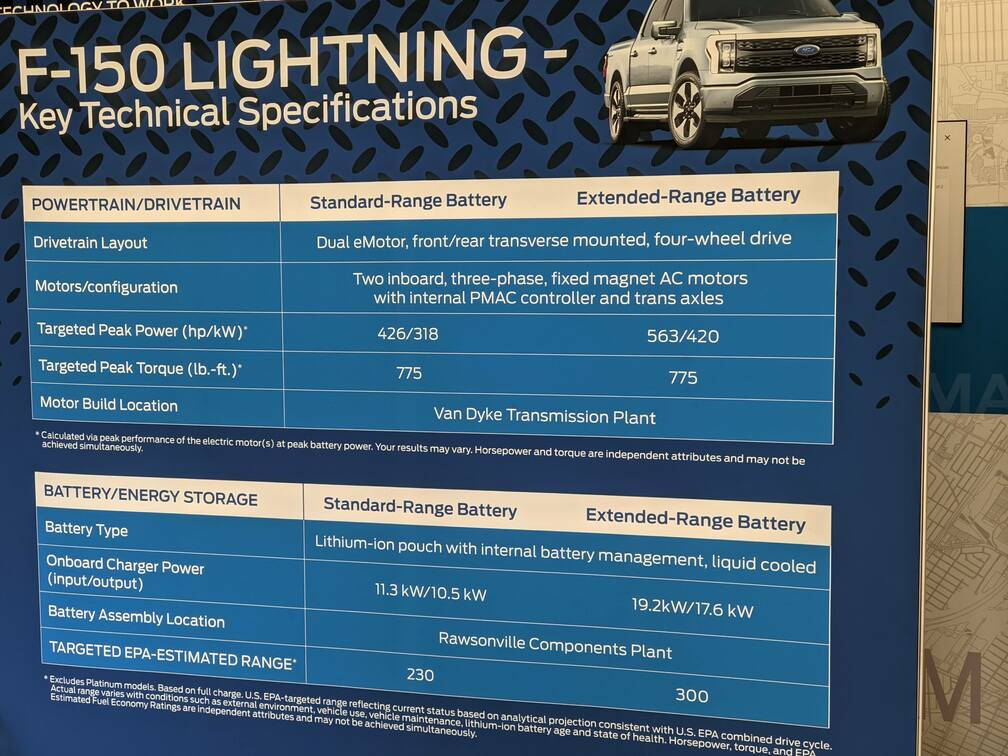 TECHNOLOGY TO WORK
F-150 LIGHTNING -
Key Technical Specifications
Ford
POWERTRAIN/DRIVETRAIN Standard-Range Battery Extended-Range Battery
Drivetrain Layout Dual eMotor, front/rear transverse mounted, four-wheel drive
Motors/configuration Two inboard, three-phase, fixed magnet AC motors
with internal PMAC controller and trans axles
Targeted Peak Power (hp/kW)* 426/318 563/420
Targeted Peak Torque (lb.-ft.)* 775 775
Motor Build Location Van Dyke Transmission Plant
* Calculated via peak performance of the electric motor(s) at peak battery power. Your results may vary. Horsepower and torque are independent attributes and may not be
achieved simultaneously.
BATTERY/ENERGY STORAGE Standard-Range Battery Extended-Range Battery
Battery Type Lithium-ion pouch with internal battery management, liquid cooled
Onboard Charger Power
(input/output) 11.3 kW/10.5 kW 19.2kW/17.6 kW
Battery Assembly Location Rawsonville Components Plant
TARGETED EPA-ESTIMATED RANGE* 230 300
* Excludes Platinum models. Based on full charge. U.S. EPA-targeted range reflecting current status based on analytical projection consistent with U.S. EPA combined drive cycle.
Actual range varies with conditions such as external environment, vehicle use, vehicle maintenance, lithium-ion battery age and state of health. Horsepower, torque, and EPA
Estimated Fuel Economy Ratings are independent attributes and may not be achieved simultaneously.
MA
M